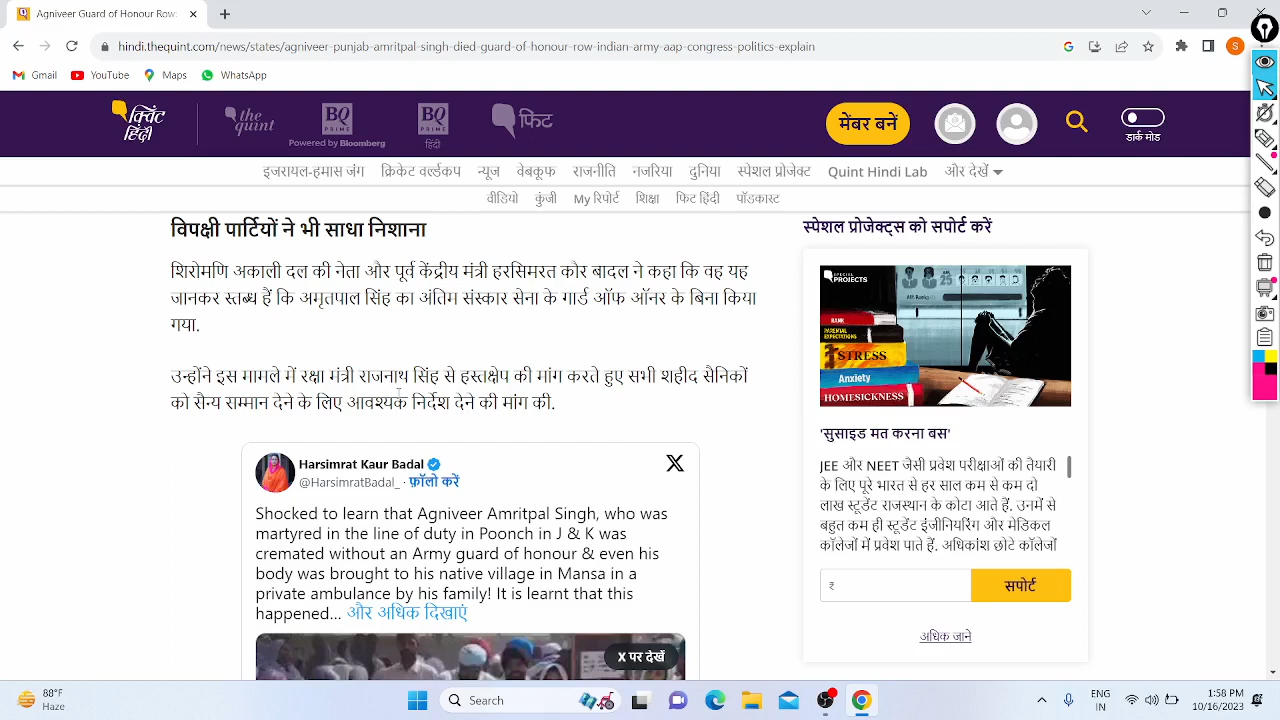 Agniver Guard of Honour Row:
hindi.thequint.com/news/states/agniveer-punjab-amritpal-singh-died-guard-of-honour-row-indian-army-aap-congress-politics-explain
S
Gmail YouTube Maps WhatsApp
क्विंट हिंदी
the quint
BQ PRIME
Powered by Bloomberg
BQ PRIME
हिंदी
फिट
मेंबर बनें
डार्क मोड
इजरायल-हमास जंग क्रिकेट वर्ल्डकप न्यूज वेबकूफ राजनीति नजरिया दुनिया स्पेशल प्रोजेक्ट Quint Hindi Lab और देखें
वीडियो कुंजी My रिपोर्ट शिक्षा फिट हिंदी पॉडकास्ट
विपक्षी पार्टियों ने भी साधा निशाना
शिरोमणि अकाली दल की नेता और पूर्व केंद्रीय मंत्री हरसिमरत कौर बादल ने कहा कि वह यह
जानकर स्तब्ध हैं कि अमृतपाल सिंह का अंतिम संस्कार सेना के गार्ड ऑफ ऑनर के बिना किया
गया.
उन्होंने इस मामले में रक्षा मंत्री राजनाथ सिंह से हस्तक्षेप की मांग करते हुए सभी शहीद सैनिकों
को सैन्य सम्मान देने के लिए आवश्यक निर्देश देने की मांग की.
Harsimrat Kaur Badal
@HarsimratBadal_ · फ़ॉलो करें
Shocked to learn that Agniveer Amritpal Singh, who was
martyred in the line of duty in Poonch in J & K was
cremated without an Army guard of honour & even his
body was brought to his native village in Mansa in a
private ambulance by his family! It is learnt that this
happened... और अधिक दिखाएं
X पर देखें
स्पेशल प्रोजेक्ट्स को सपोर्ट करें
SPECIAL
PROJECTS
25
AIR Rank
BANK
PARENTAL
EXPECTATIONS
STRESS
Anxiety
HOMESICKNESS
'सुसाइड मत करना बस'
JEE और NEET जैसी प्रवेश परीक्षाओं की तैयारी
के लिए पूरे भारत से हर साल कम से कम दो
लाख स्टूडेंट राजस्थान के कोटा आते हैं. उनमें से
बहुत कम ही स्टूडेंट इंजीनियरिंग और मेडिकल
कॉलेजों में प्रवेश पाते हैं. अधिकांश छोटे कॉलेजों
₹
सपोर्ट
अधिक जाने
88°F
Haze
Search
ENG
IN
1:58 PM
10/16/2023